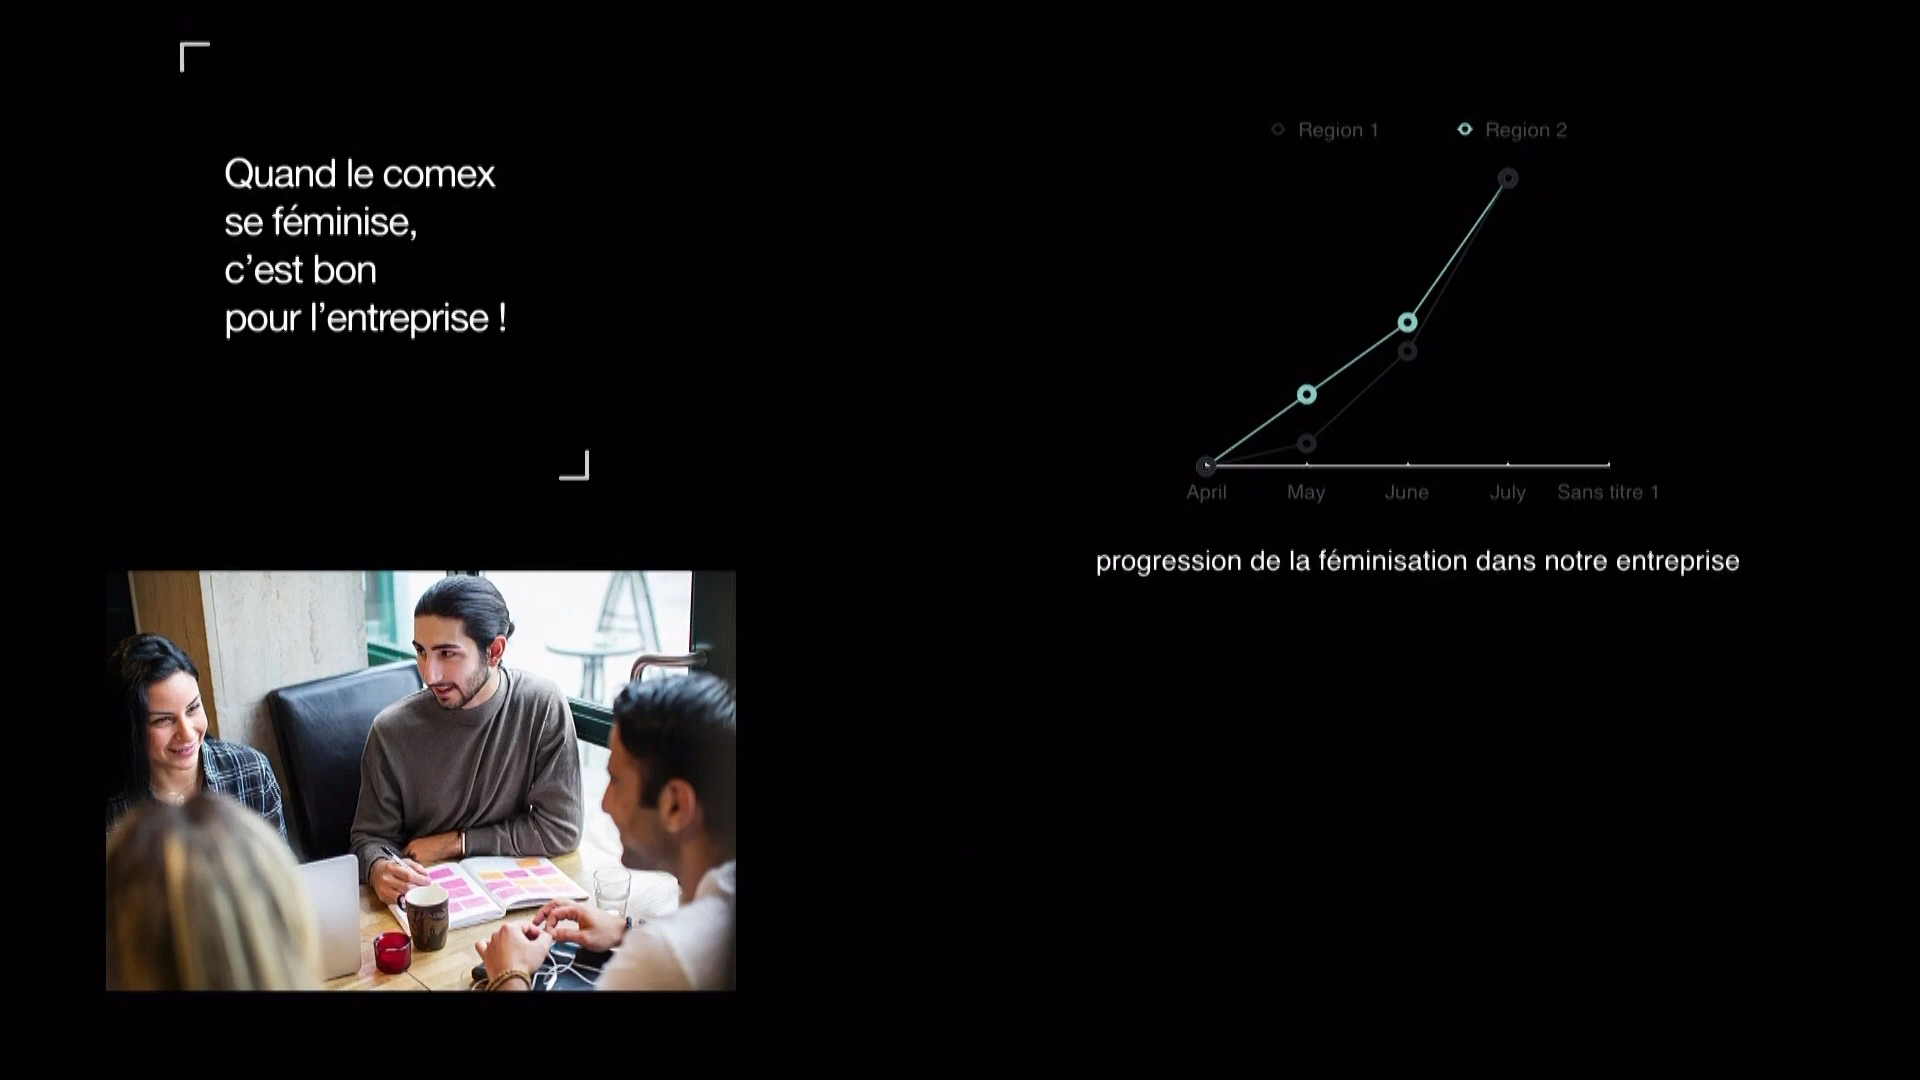 Quand le comex
se féminise,
c’est bon
pour l’entreprise !
Region 1 Region 2
April May June July Sans titre 1
progression de la féminisation dans notre entreprise